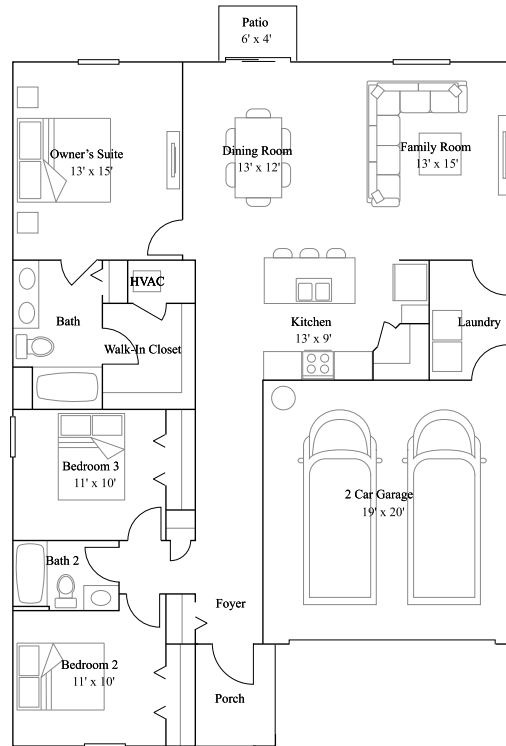 Patio
6' x 4'
Owner's Suite
13' x 15'
Dining Room
13' x 12'
Family Room
13' x 15'
HVAC
Bath
Walk-In Closet
Kitchen
13' x 9'
Laundry
Bedroom 3
11' x 10'
2 Car Garage
19' x 20'
Bath 2
Foyer
Bedroom 2
11' x 10'
Porch